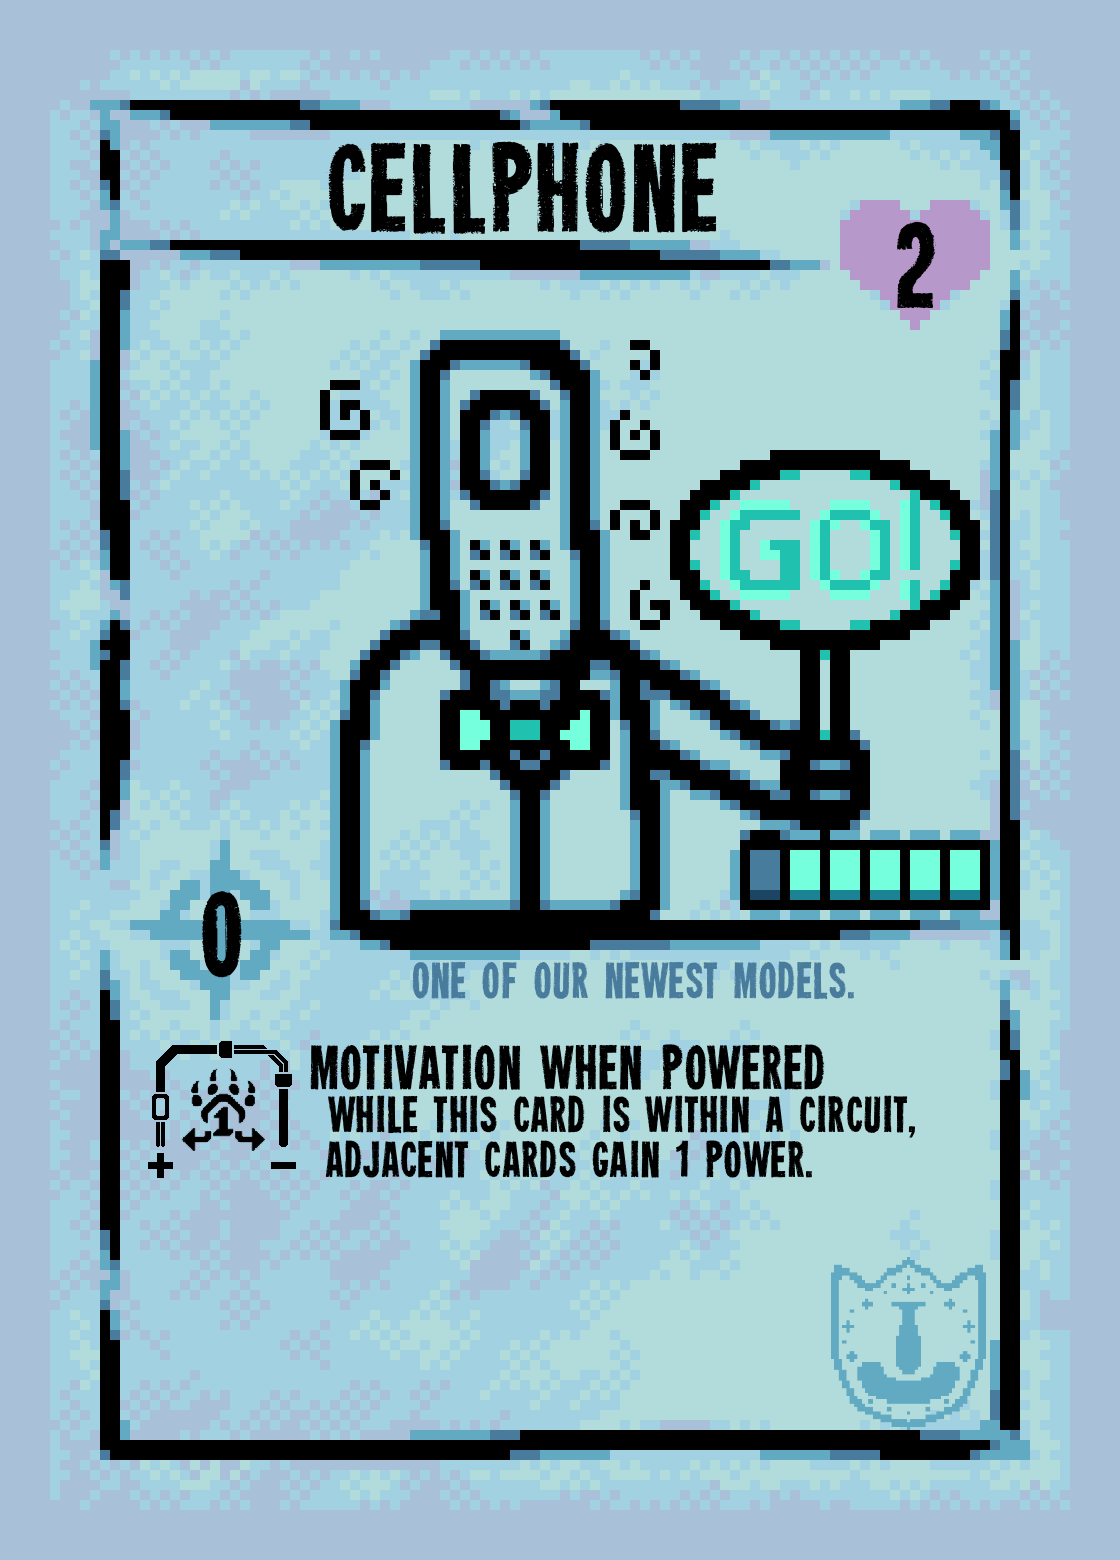 CELLPHONE
2
GO!
0
ONE OF OUR NEWEST MODELS.
MOTIVATION WHEN POWERED
1
WHILE THIS CARD IS WITHIN A CIRCUIT,
ADJACENT CARDS GAIN 1 POWER.
+ −